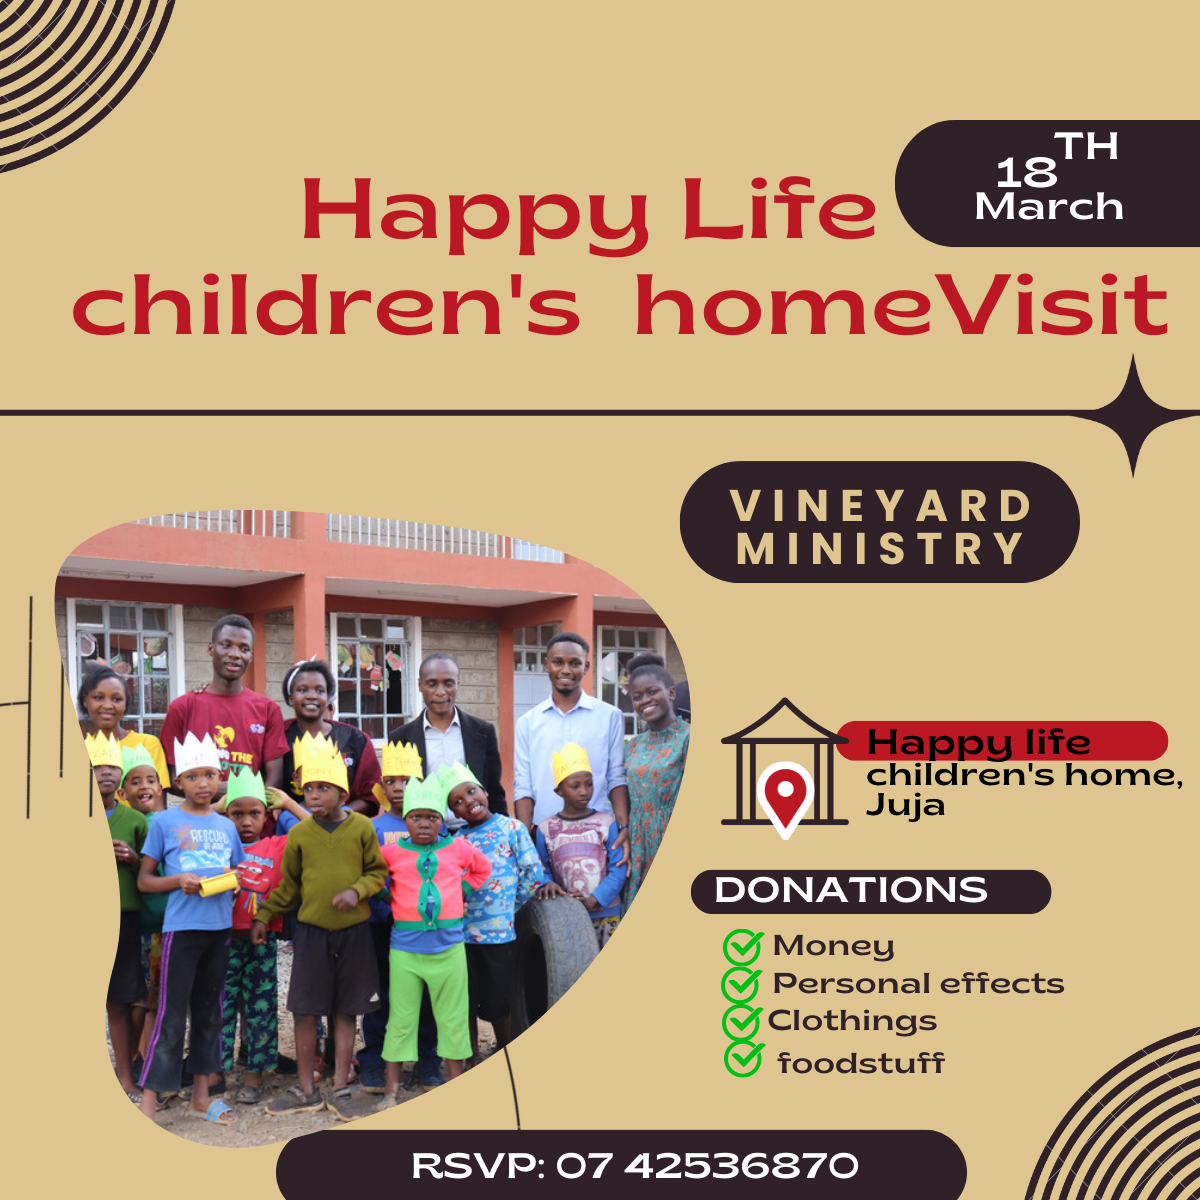 18TH
March
Happy Life
children's homeVisit
VINEYARD
MINISTRY
Happy life
children's home,
Juja
DONATIONS
Money
Personal effects
Clothings
foodstuff
RSVP: 07 42536870